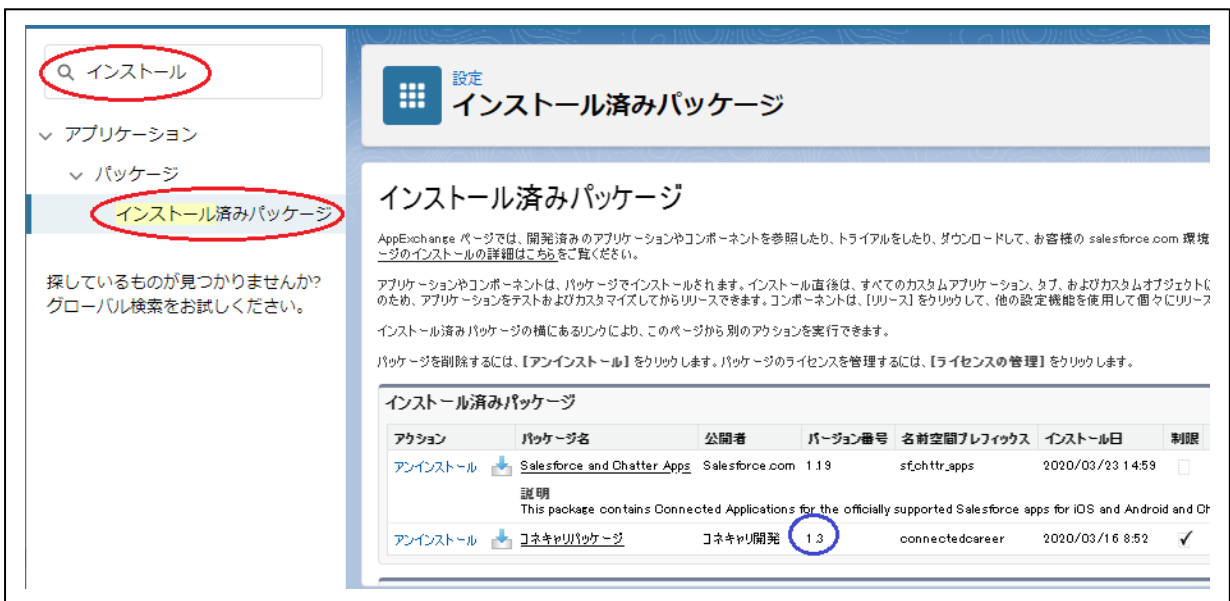 インストール
アプリケーション
パッケージ
インストール済みパッケージ
探しているものが見つかりませんか?
グローバル検索をお試しください。
設定
インストール済みパッケージ
インストール済みパッケージ
AppExchange ページでは、開発済みのアプリケーションやコンポーネントを参照したり、トライアルをしたり、ダウンロードして、お客様の salesforce.com 環境
ージのインストールの詳細はこちらをご覧ください。
アプリケーションやコンポーネントは、パッケージでインストールされます。インストール直後は、すべてのカスタムアプリケーション、タブ、およびカスタムオブジェクトに
のため、アプリケーションをテストおよびカスタマイズしてからリリースできます。コンポーネントは、[リリース] をクリックして、他の設定機能を使用して個々にリリース
インストール済みパッケージの横にあるリンクにより、このページから別のアクションを実行できます。
パッケージを削除するには、[アンインストール] をクリックします。パッケージのライセンスを管理するには、[ライセンスの管理] をクリックします。
インストール済みパッケージ
アクション パッケージ名 公開者 バージョン番号 名前空間プレフィックス インストール日 制限
アンインストール Salesforce and Chatter Apps Salesforce.com 1.19 sf_chttr_apps 2020/03/23 14:59
説明
This package contains Connected Applications for the officially supported Salesforce apps for iOS and Android and Ch
アンインストール コネキャリパッケージ コネキャリ開発 1.3 connectedcareer 2020/03/16 8:52